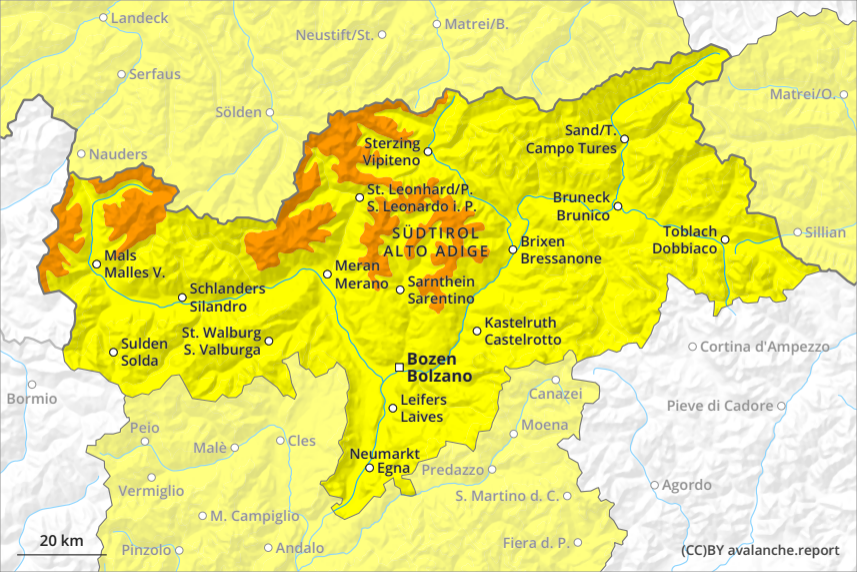 Landeck
Matrei/B.
Neustift/St.
Serfaus
Matrei/O.
Sölden
Sand/T.
Campo Tures
Sterzing
Vipiteno
Nauders
St. Leonhard/P.
S. Leonardo i. P.
Bruneck
Brunico
SÜDTIROL
ALTO ADIGE
Toblach
Dobbiaco
Sillian
Brixen
Bressanone
Mals
Malles V.
Meran
Merano
Sarnthein
Sarentino
Schlanders
Silandro
Kastelruth
Castelrotto
St. Walburg
S. Valburga
Sulden
Solda
Cortina d'Ampezzo
Bozen
Bolzano
Bormio
Canazei
Leifers
Laives
Pieve di Cadore
Moena
Peio
Cles
Malè
Neumarkt
Egna
Predazzo
Vermiglio
Agordo
S. Martino d. C.
M. Campiglio
20 km
Pinzolo
Andalo
Fiera d. P.
(CC)BY avalanche.report